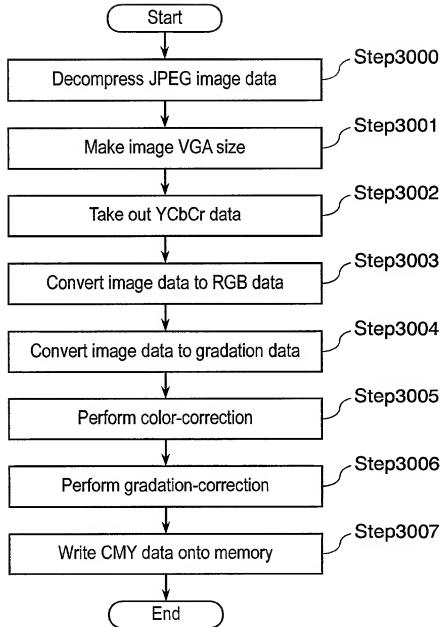 Start
Step3000
Decompress JPEG image data
Step3001
Make image VGA size
Step3002
Take out YCbCr data
Step3003
Convert image data to RGB data
Step3004
Convert image data to gradation data
Step3005
Perform color-correction
Step3006
Perform gradation-correction
Step3007
Write CMY data onto memory
End